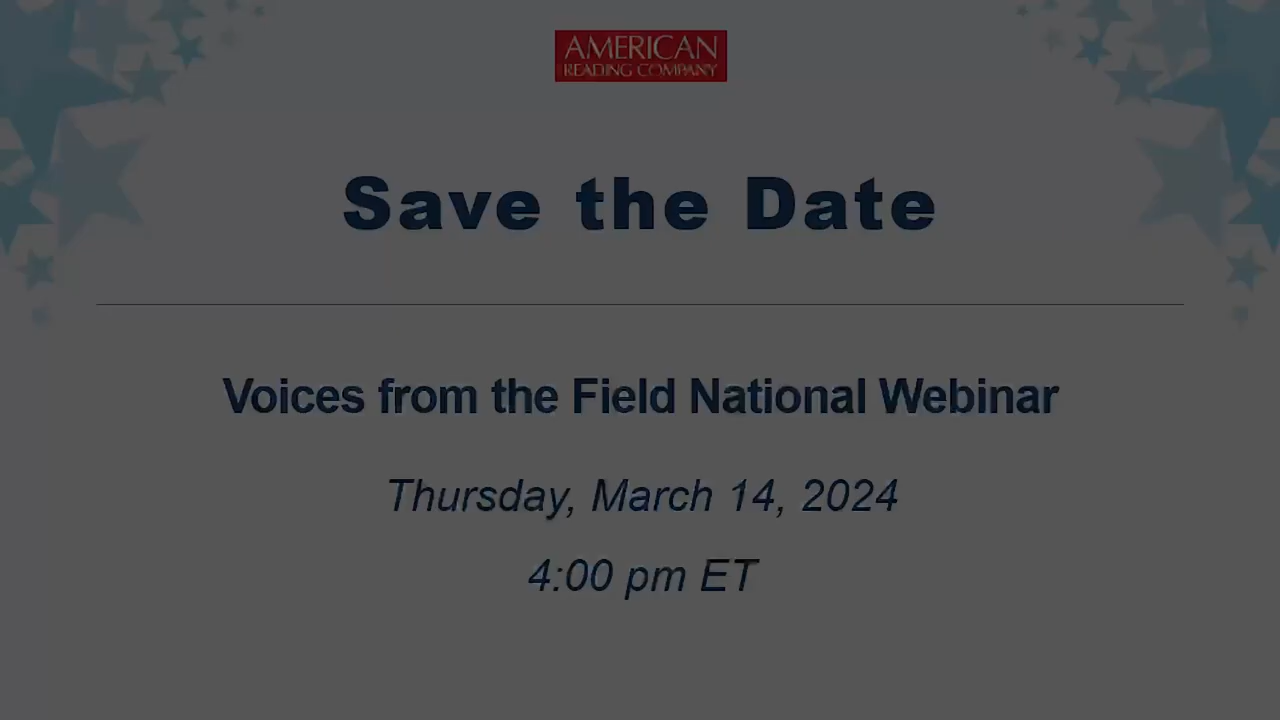 AMERICAN
READING COMPANY
Save the Date
Voices from the Field National Webinar
Thursday, March 14, 2024
4:00 pm ET